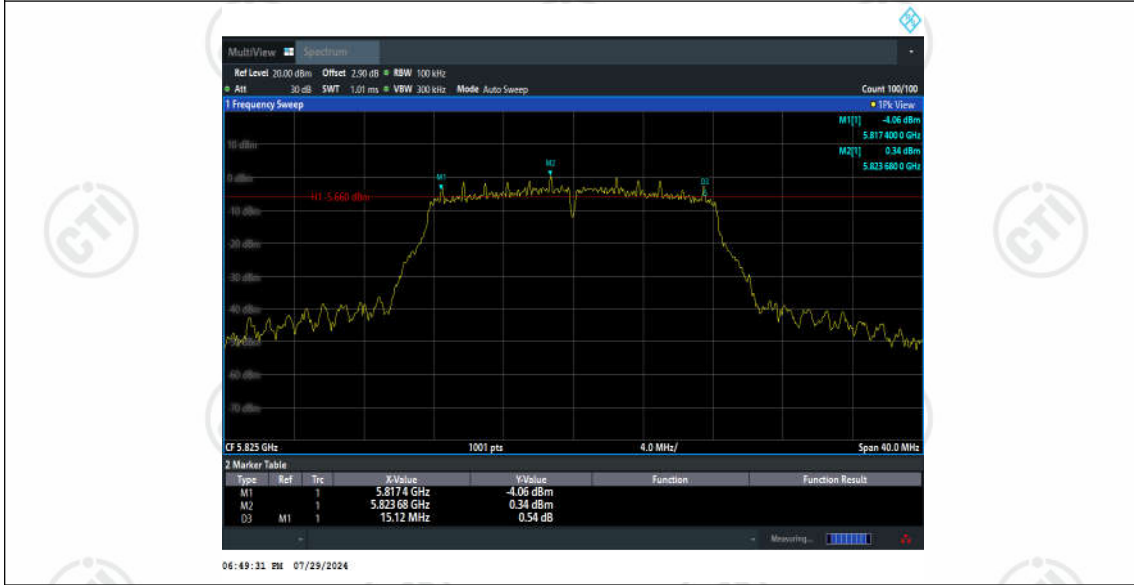 MultiView Spectrum
Ref Level 20.00 dBm Offset 2.90 dB RBW 100 kHz
Att 30 dB SWT 1.01 ms VBW 300 kHz Mode Auto Sweep Count 100/100
1 Frequency Sweep 1Pk View
M1[1] -4.06 dBm
5.817 400 0 GHz
10 dBm
M2[1] 0.34 dBm
5.823 680 0 GHz
M2
M1
D3
0 dBm
H1 -5.660 dBm
-10 dBm
-20 dBm
-30 dBm
-40 dBm
-50 dBm
-60 dBm
-70 dBm
CF 5.825 GHz 1001 pts 4.0 MHz/ Span 40.0 MHz
2 Marker Table
Type Ref Trc X-Value Y-Value Function Function Result
M1 1 5.8174 GHz -4.06 dBm
M2 1 5.823 68 GHz 0.34 dBm
D3 M1 1 15.12 MHz 0.54 dB
Measuring...
06:49:31 PM 07/29/2024
CTI
CTI